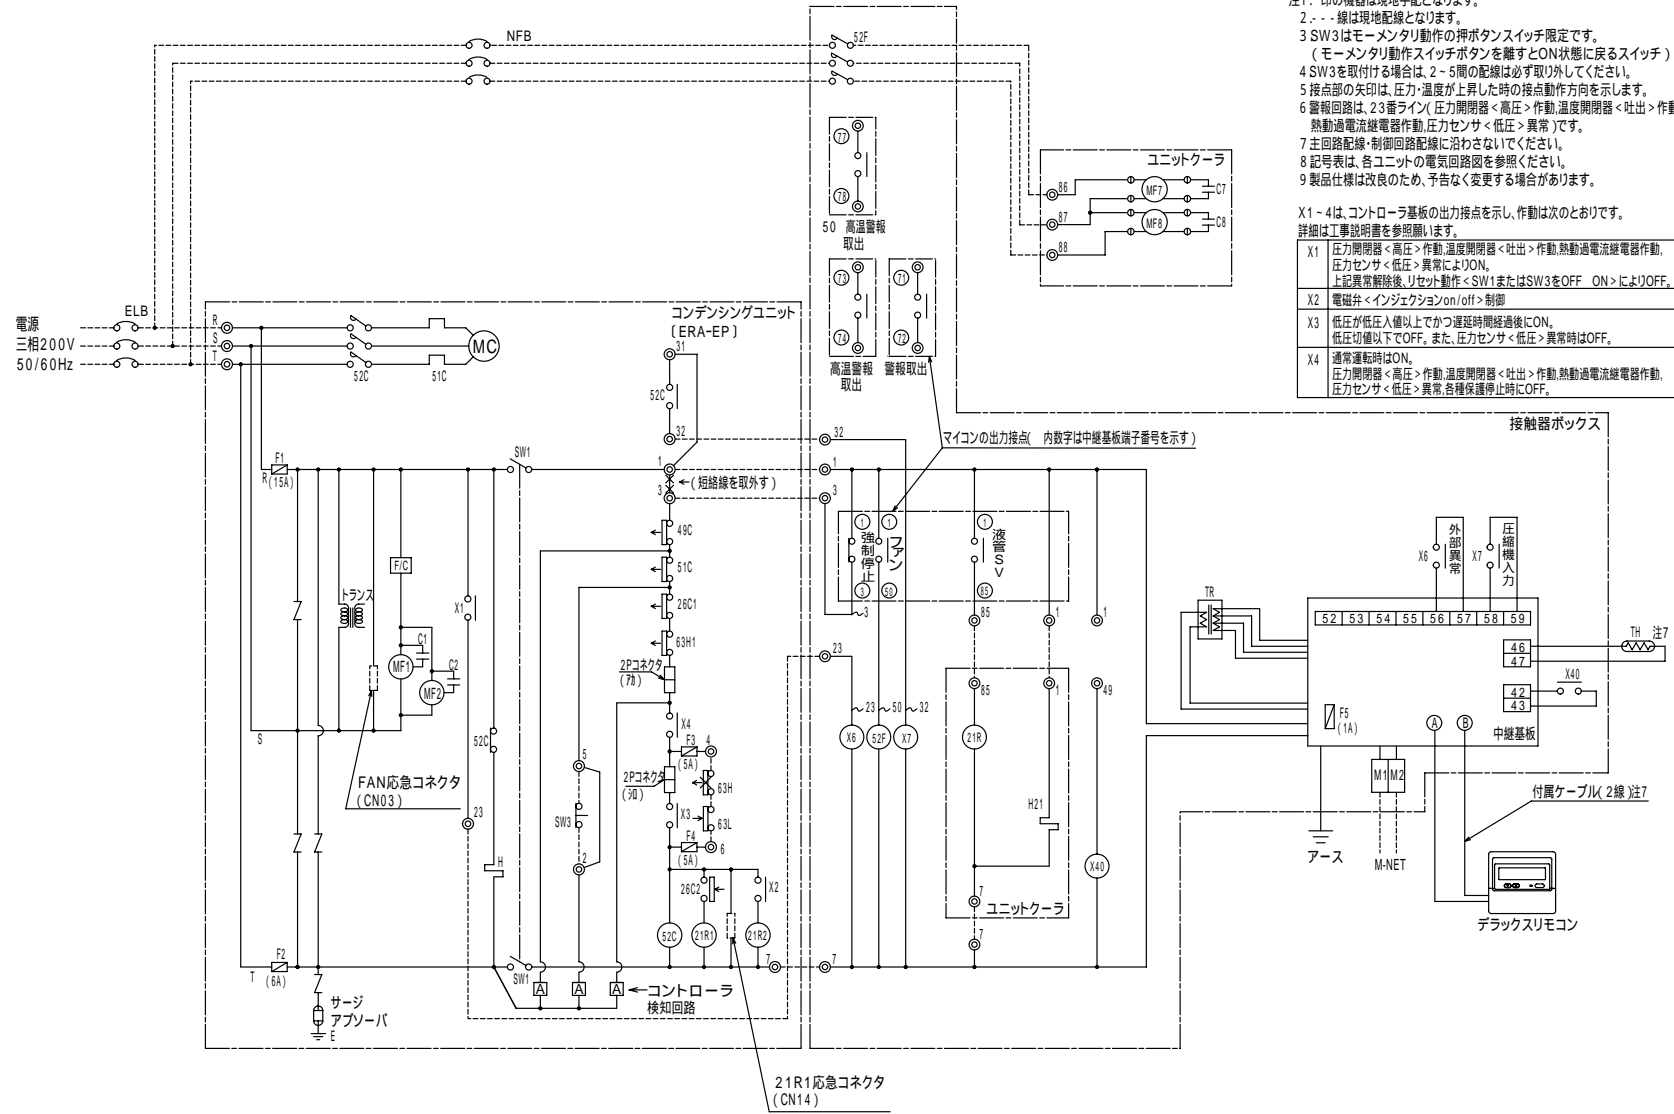 注1. 印の機器は現地手配となります。
2.- - - 線は現地配線となります。
3 SW3はモーメンタリ動作の押ボタンスイッチ限定です。
(モーメンタリ動作スイッチボタンを離すとON状態に戻るスイッチ)
4 SW3を取付ける場合は、2~5間の配線は必ず取り外してください。
5 接点部の矢印は、圧力・温度が上昇した時の接点動作方向を示します。
6 警報回路は、23番ライン(圧力開閉器<高圧>作動,温度開閉器<吐出>作動
熱動過電流継電器作動,圧力センサ<低圧>異常)です。
7 主回路配線・制御回路配線に沿わさないでください。
8 記号表は、各ユニットの電気回路図を参照ください。
9 製品仕様は改良のため、予告なく変更する場合があります。
X1~4は、コントローラ基板の出力接点を示し、作動は次のとおりです。
詳細は工事説明書を参照願います。
X1 圧力開閉器<高圧>作動,温度開閉器<吐出>作動,熱動過電流継電器作動,
圧力センサ<低圧>異常によりON。
上記異常解除後、リセット動作<SW1またはSW3をOFF ON>によりOFF。
X2 電磁弁<インジェクションon/off>制御
X3 低圧が低圧入値以上でかつ遅延時間経過後にON。
低圧切値以下でOFF。また、圧力センサ<低圧>異常時はOFF。
X4 通常運転時はON。
圧力開閉器<高圧>作動,温度開閉器<吐出>作動,熱動過電流継電器作動,
圧力センサ<低圧>異常,各種保護停止時にOFF。
NFB
52F
77
78
50 高温警報
取出
73
74
高温警報
取出
71
72
警報取出
ユニットクーラ
86
87
88
MF7
C7
MF8
C8
電源
三相200V
50/60Hz
ELB
R
S
T
52C
51C
MC
コンデンシングユニット
[ERA-EP]
31
52C
32
1
(短絡線を取外す)
3
49C
51C
26C1
63H1
2Pコネクタ
(アカ)
X4
F3
(5A)
4
2Pコネクタ
(シロ)
63H
X3
63L
F4
(5A)
6
26C2
X2
52C
21R1
21R2
7
F1
R
(15A)
SW1
F/C
トランス
X1
C1
MF1
C2
MF2
S
52C
FAN応急コネクタ
(CN03)
23
5
SW3
2
H
F2
T
(6A)
SW1
A
A
A
コントローラ
検知回路
サージ
アブソーバ
E
21R1応急コネクタ
(CN14)
接触器ボックス
マイコンの出力接点( 内数字は中継基板端子番号を示す)
32
1
3
1
1
1
強制停止
ファン
液管SV
3
50
85
3
85
1
1
23
85
1
49
23
50
32
X6
52F
X7
21R
H21
X40
7
ユニットクーラ
7
7
TR
X6
外部異常
X7
圧縮機入力
52 53 54 55 56 57 58 59
46
47
42
43
TH 注7
X40
F5
(1A)
A
B
中継基板
M1
M2
アース
M-NET
付属ケーブル(2線)注7
デラックスリモコン